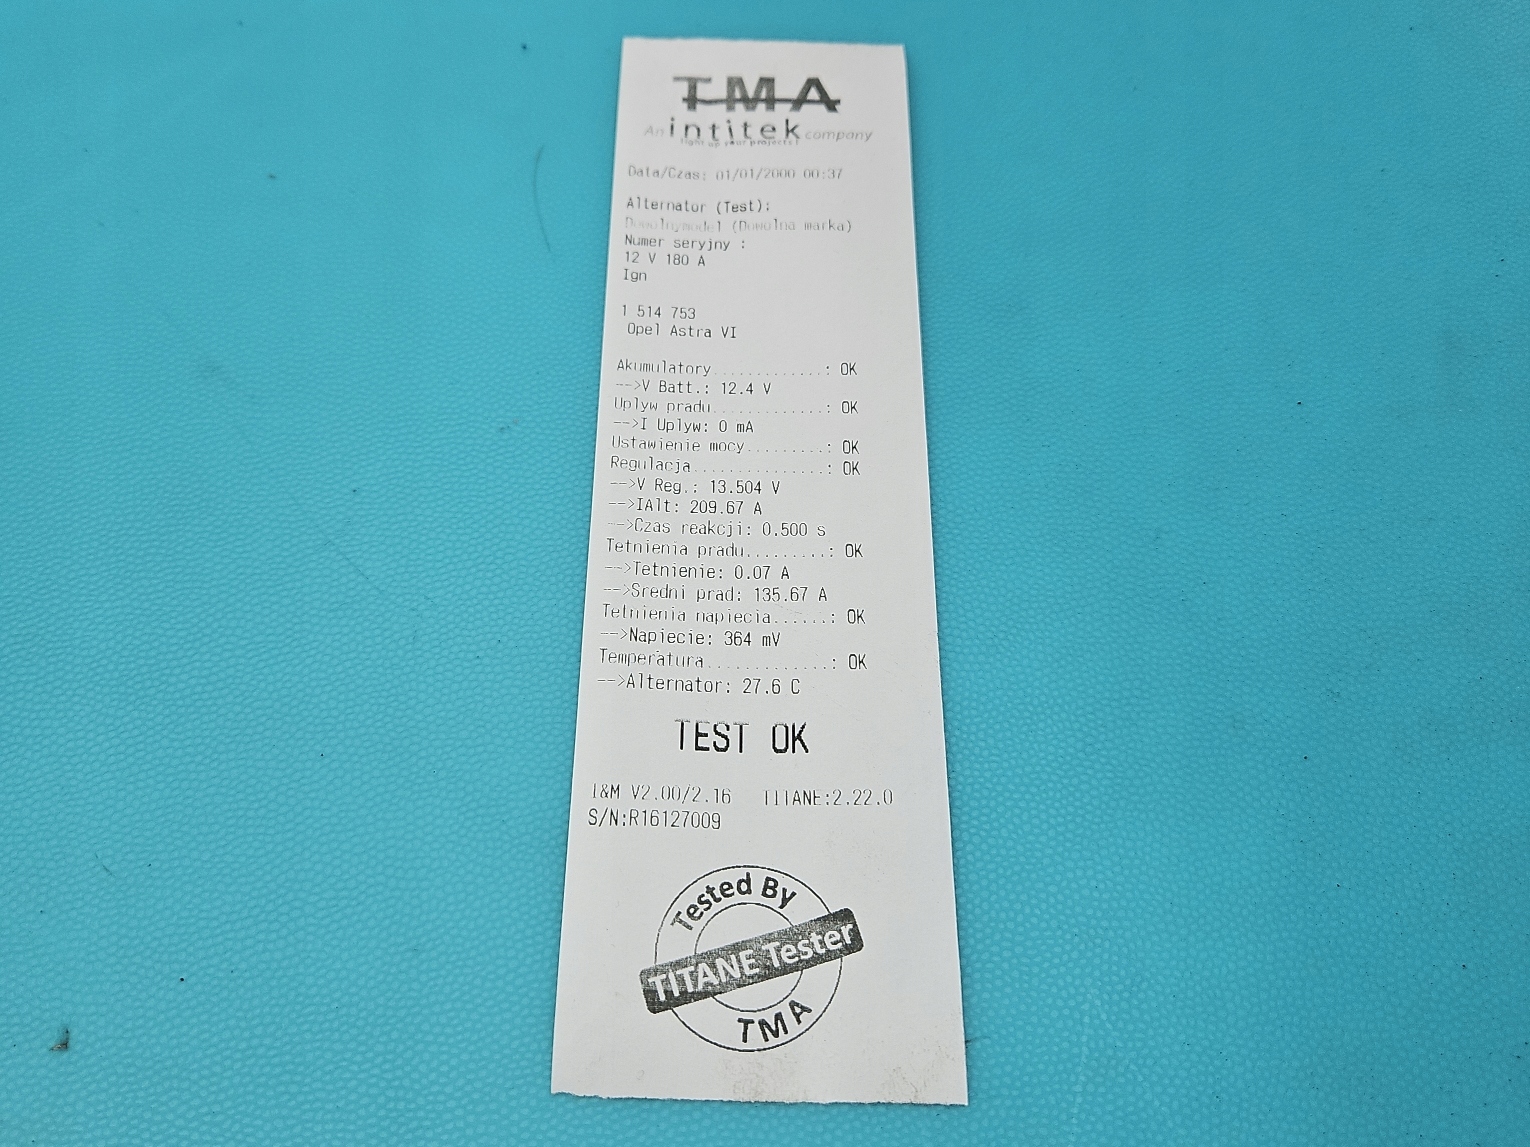 TMA
An intitek company
light up your projects!
Data/Czas: 01/01/2000 00:37
Alternator (Test):
Dowolnymodel (Dowolna marka)
Numer seryjny :
12 V 180 A
Ign
1 514 753
Opel Astra VI
Akumulatory.............: OK
-->V Batt.: 12.4 V
Uplyw pradu.............: OK
-->I Uplyw: 0 mA
Ustawienie mocy.........: OK
Regulacja...............: OK
-->V Reg.: 13.504 V
-->IAlt: 209.67 A
-->Czas reakcji: 0.500 s
Tetnienia pradu.........: OK
-->Tetnienie: 0.07 A
-->Sredni prad: 135.67 A
Tetnienia napiecia......: OK
-->Napiecie: 364 mV
Temperatura.............: OK
-->Alternator: 27.6 C
TEST OK
I&M V2.00/2.16 TITANE:2.22.0
S/N:R16127009
Tested By
TITANE Tester
TMA